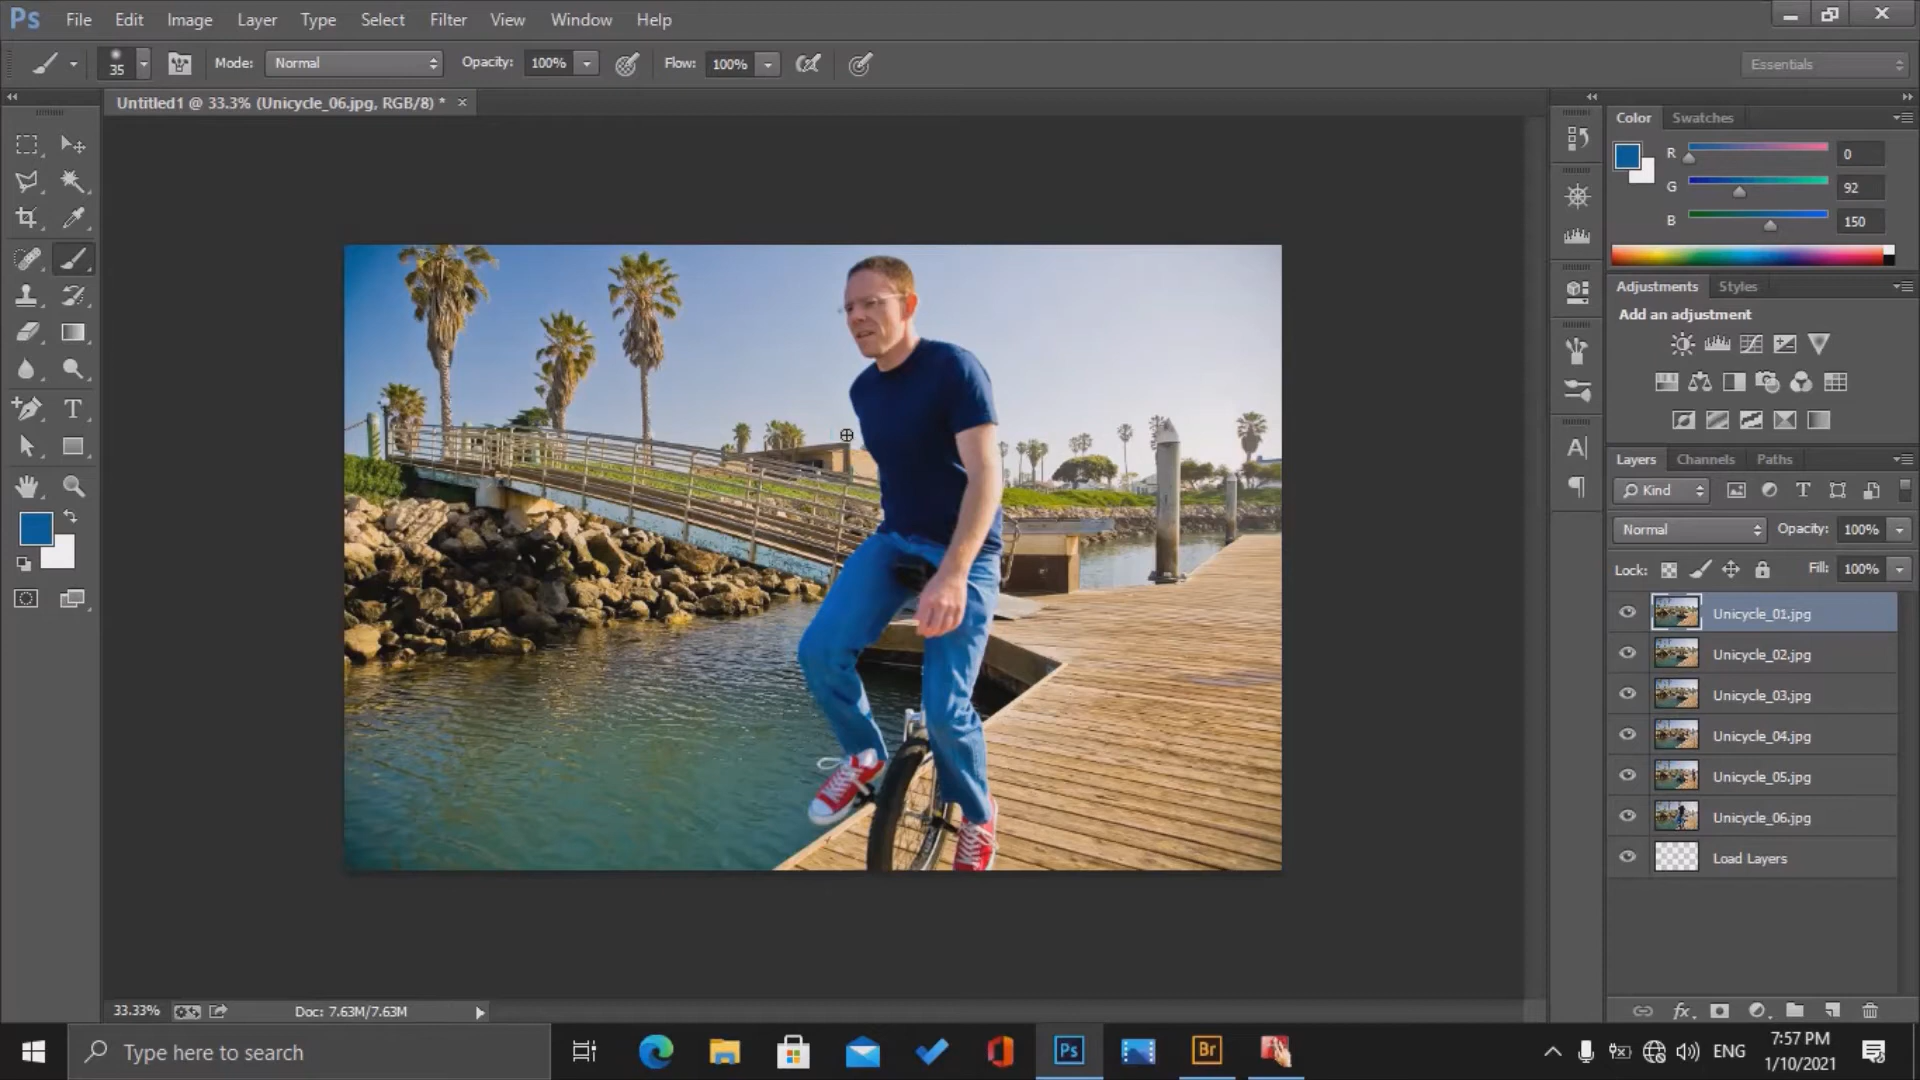 Ps File Edit Image Layer Type Select Filter View Window Help
35 Mode: Normal Opacity: 100% Flow: 100% Essentials
Untitled1 @ 33.3% (Unicycle_06.jpg, RGB/8) * ×
Color Swatches
R 0
G 92
B 150
Adjustments Styles
Add an adjustment
Layers Channels Paths
Kind
Normal Opacity: 100%
Lock: Fill: 100%
Unicycle_01.jpg
Unicycle_02.jpg
Unicycle_03.jpg
Unicycle_04.jpg
Unicycle_05.jpg
Unicycle_06.jpg
Load Layers
33.33% Doc: 7.63M/7.63M
Type here to search
Ps Br
ENG
7:57 PM
1/10/2021